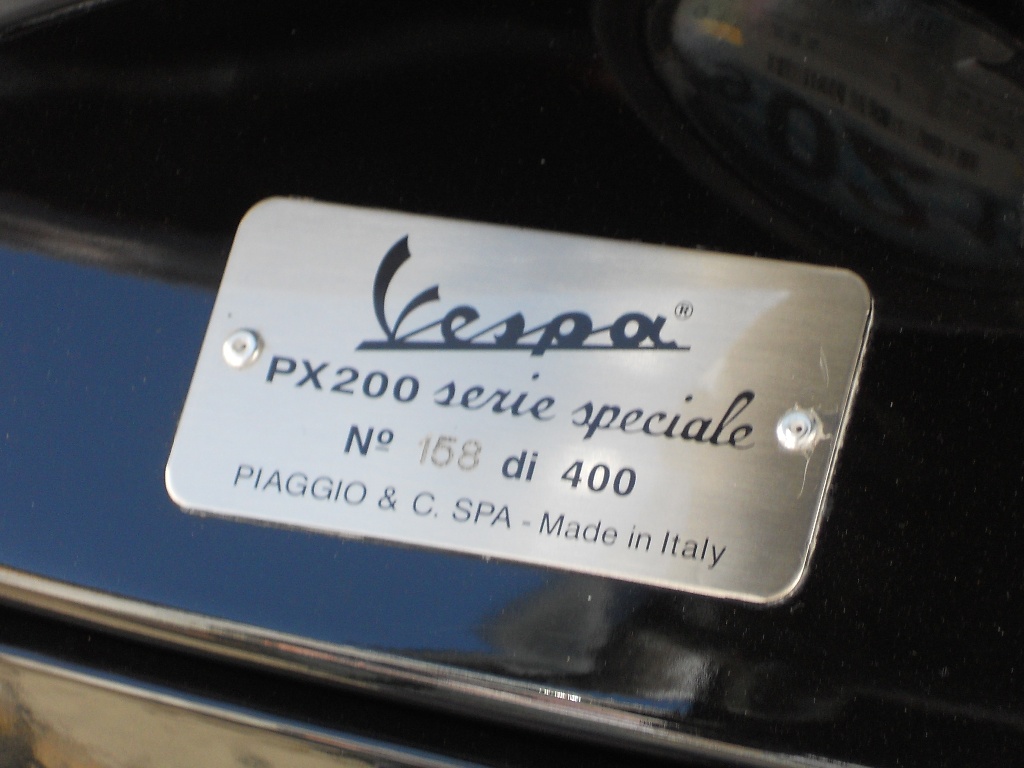 Vespa®
PX200 serie speciale
Nº 158 di 400
PIAGGIO & C. SPA - Made in Italy